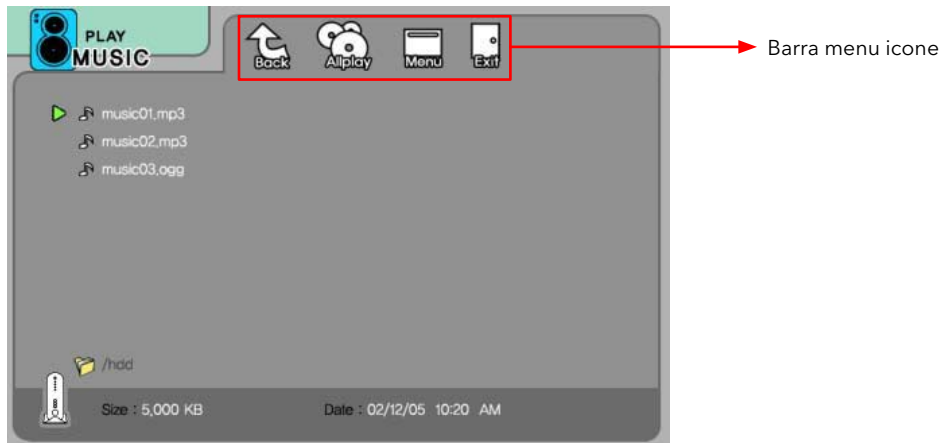 PLAY
MUSIC
Back Allplay Menu Exit
Barra menu icone
music01.mp3
music02.mp3
music03.ogg
/hdd
Size : 5,000 KB Date : 02/12/05 10:20 AM